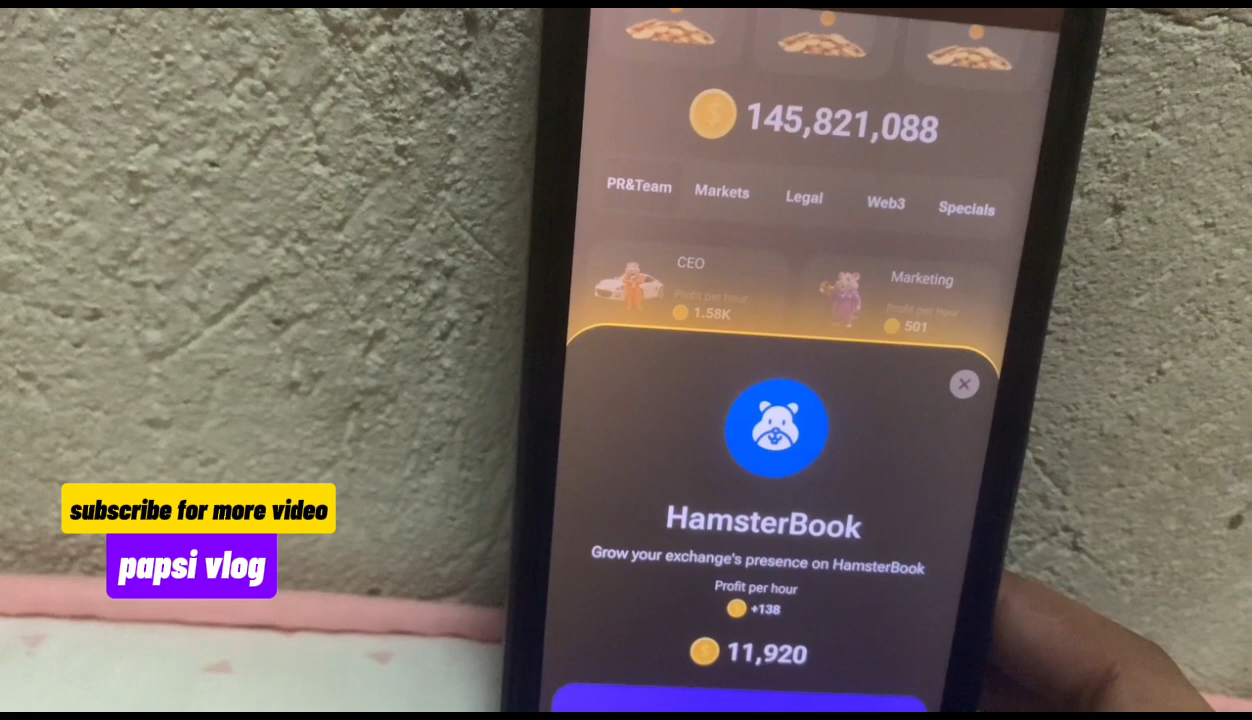 145,821,088
PR&Team Markets Legal Web3 Specials
CEO
Profit per hour
1.58K
Marketing
Profit per hour
501
HamsterBook
Grow your exchange's presence on HamsterBook
Profit per hour
+138
11,920
subscribe for more video
papsi vlog